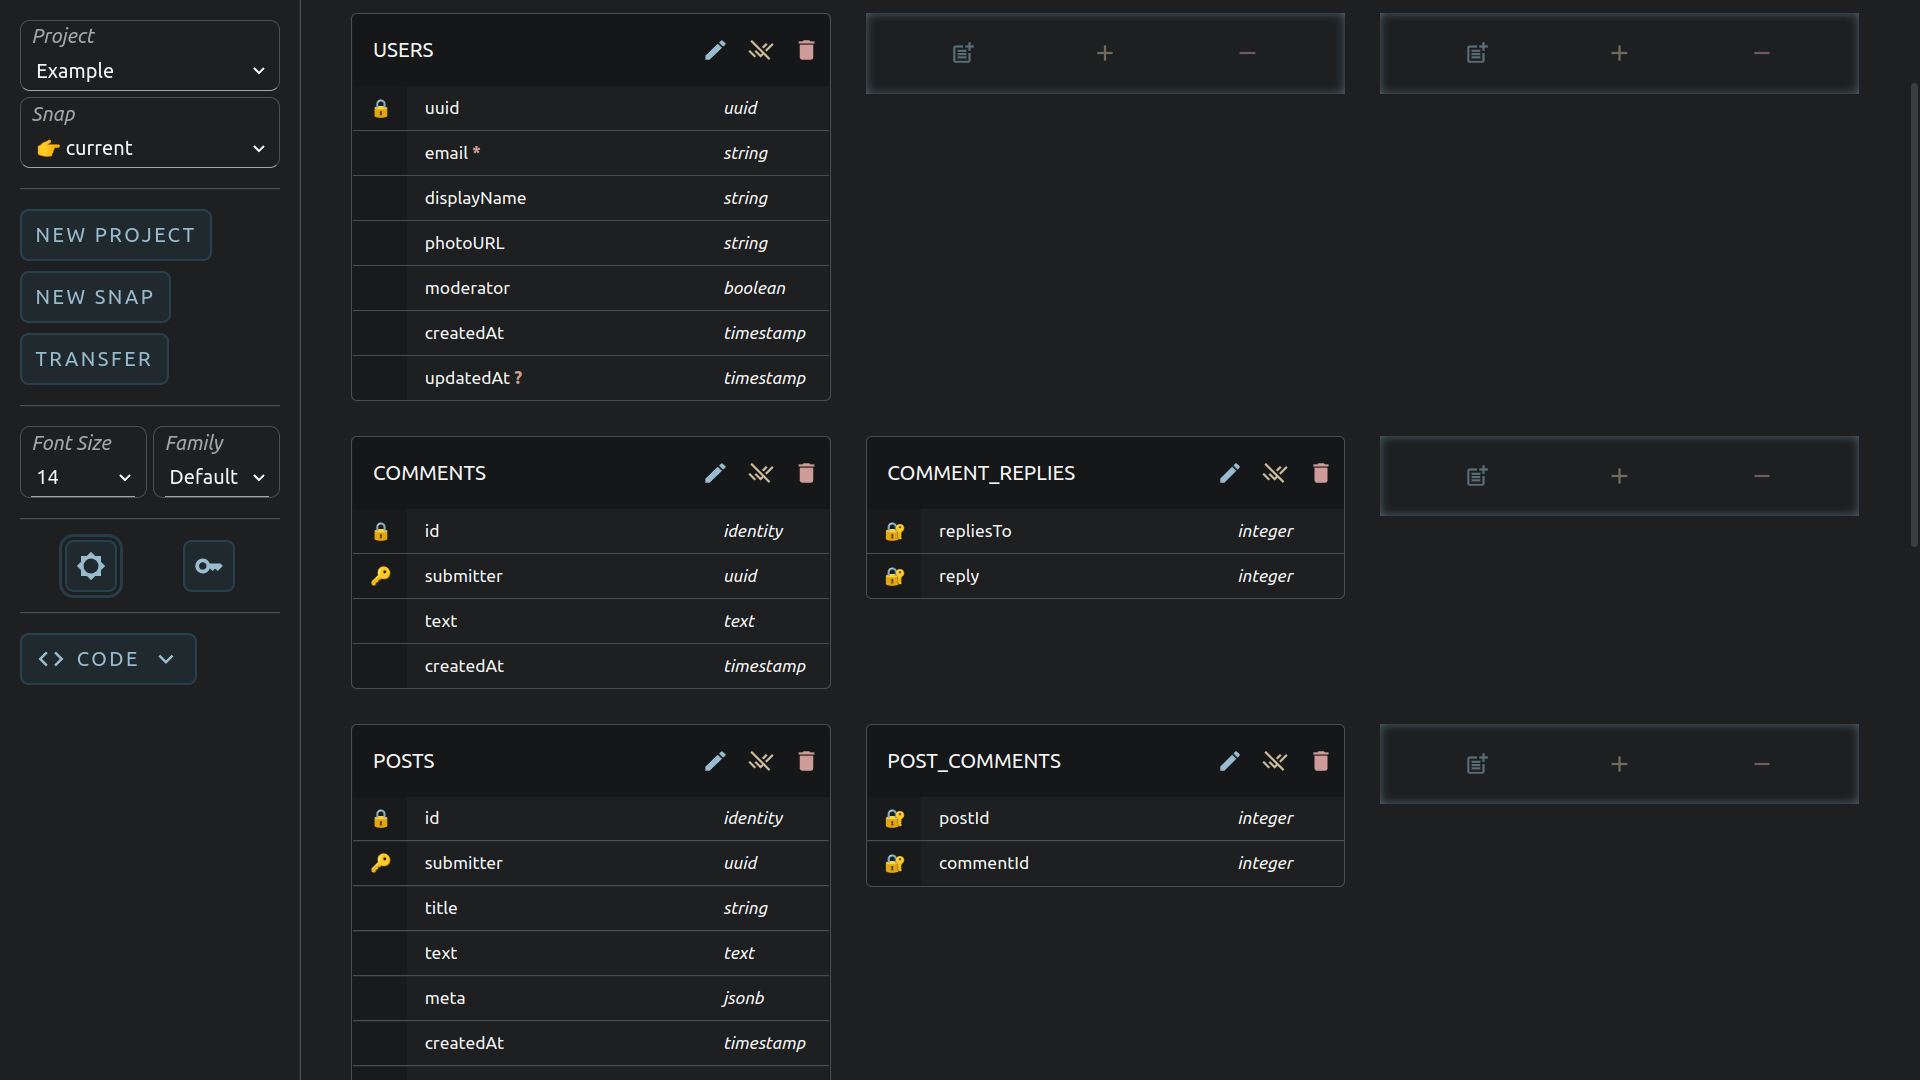 Project
Example
Snap
👉 current
NEW PROJECT
NEW SNAP
TRANSFER
Font Size
14
Family
Default
CODE
USERS
uuid uuid
email * string
displayName string
photoURL string
moderator boolean
createdAt timestamp
updatedAt ? timestamp
COMMENTS
id identity
submitter uuid
text text
createdAt timestamp
COMMENT_REPLIES
repliesTo integer
reply integer
POSTS
id identity
submitter uuid
title string
text text
meta jsonb
createdAt timestamp
POST_COMMENTS
postId integer
commentId integer